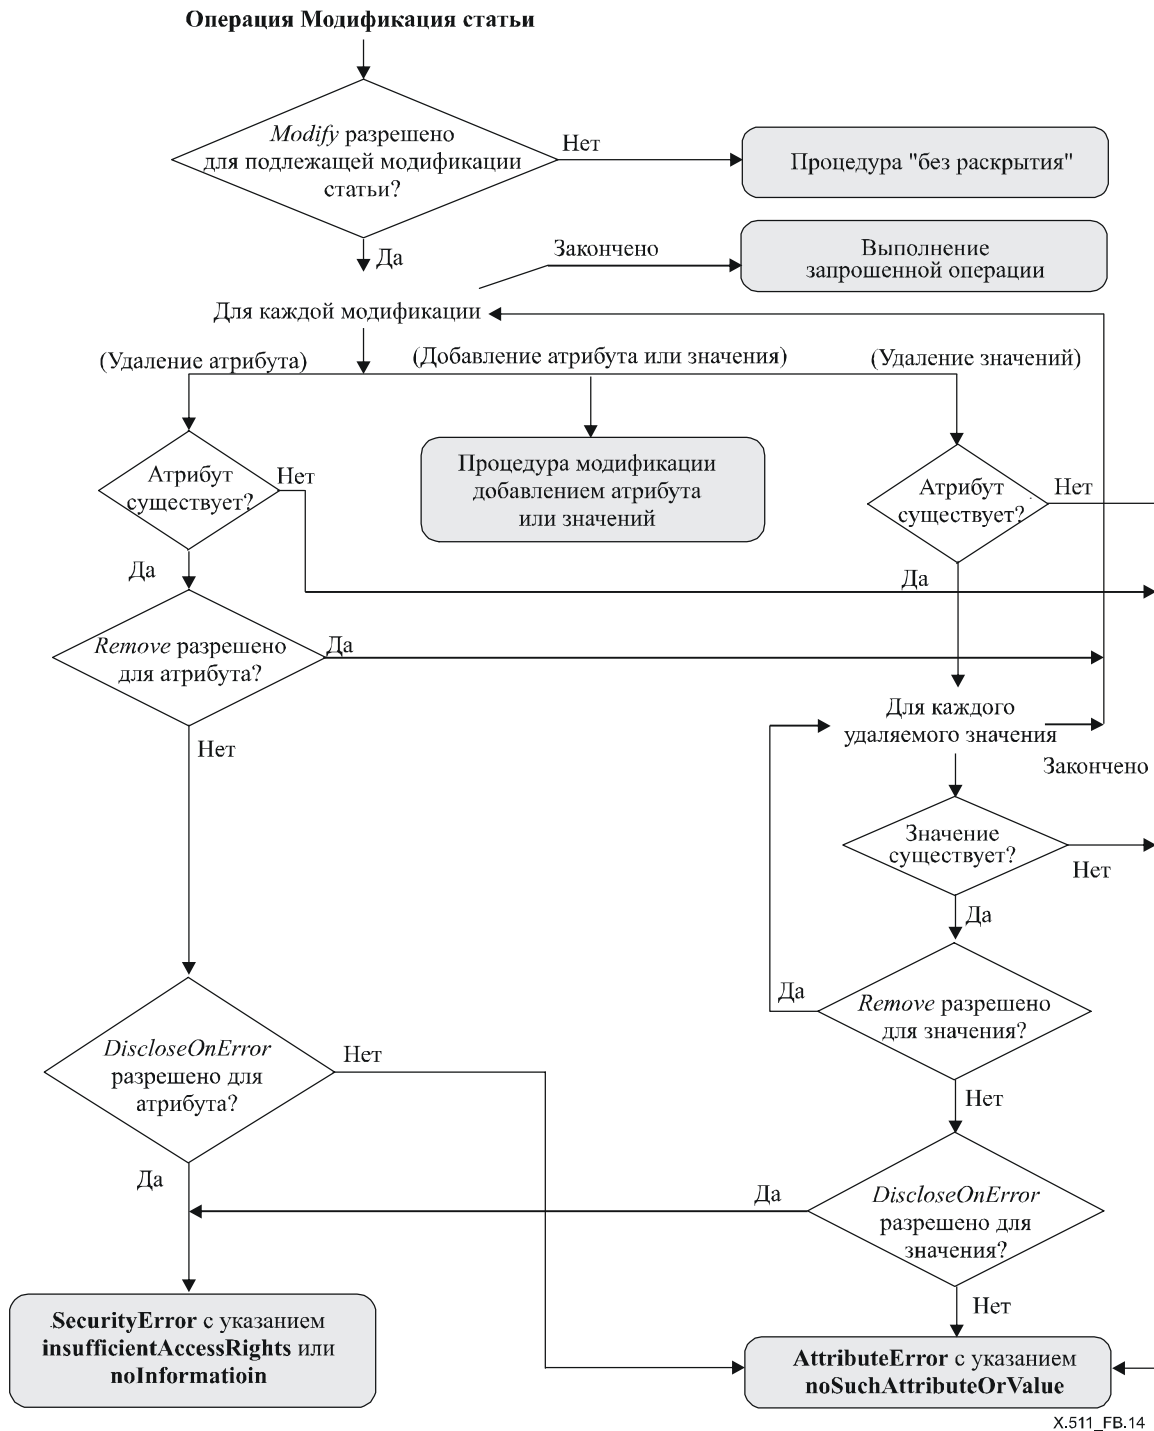 Операция Модификация статьи
Modify разрешено
для подлежащей модификации
статьи?
Нет
Процедура "без раскрытия"
Да
Закончено
Выполнение
запрошенной операции
Для каждой модификации
(Удаление атрибута)
(Добавление атрибута или значения)
(Удаление значений)
Атрибут
существует?
Нет
Процедура модификации
добавлением атрибута
или значений
Атрибут
существует?
Нет
Да
Да
Remove разрешено
для атрибута?
Да
Для каждого
удаляемого значения
Нет
Закончено
Значение
существует?
Нет
Да
Да
Remove разрешено
для значения?
DiscloseOnError
разрешено для
атрибута?
Нет
Нет
Да
Да
DiscloseOnError
разрешено для
значения?
Нет
SecurityError с указанием
insufficientAccessRights или
noInformatioin
AttributeError с указанием
noSuchAttributeOrValue
X.511_FB.14